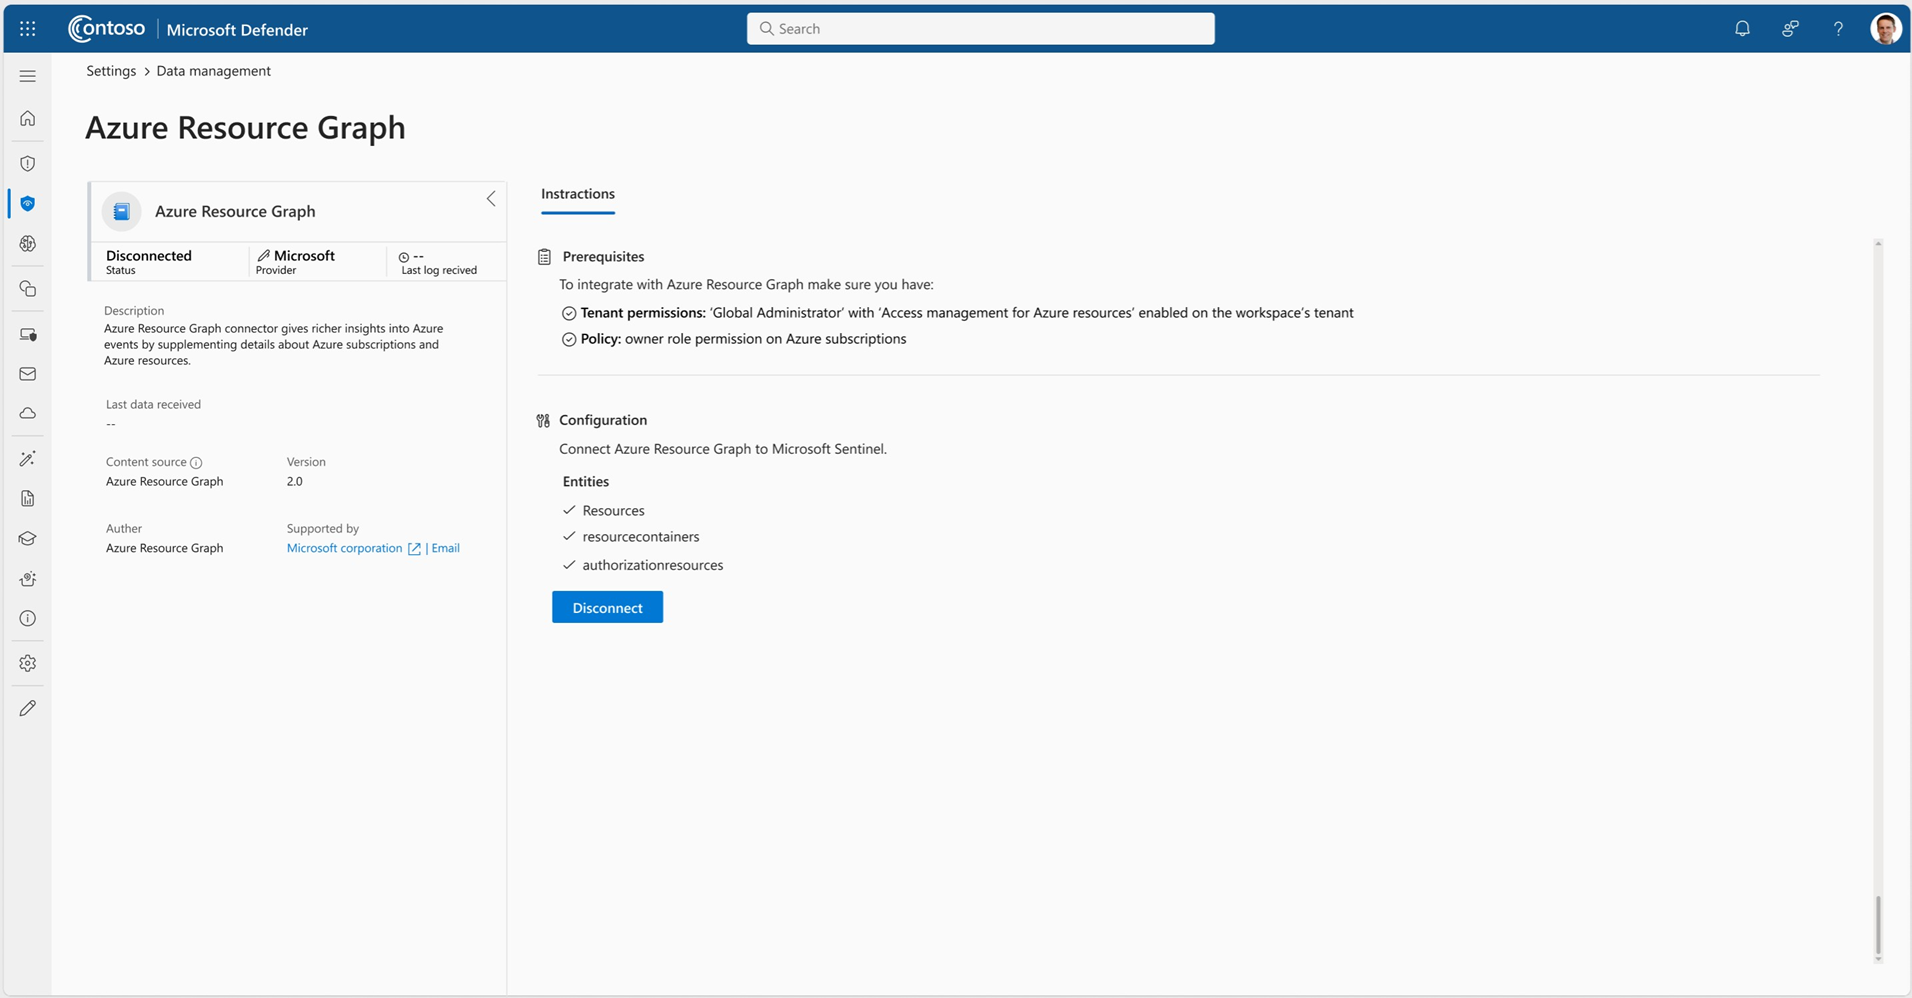 Contoso Microsoft Defender
Search
?
Settings > Data management
Azure Resource Graph
Azure Resource Graph
Disconnected
Status
Microsoft
Provider
--
Last log recived
Description
Azure Resource Graph connector gives richer insights into Azure
events by supplementing details about Azure subscriptions and
Azure resources.
Last data received
--
Content source
Version
Azure Resource Graph
2.0
Auther
Supported by
Azure Resource Graph
Microsoft corporation | Email
Instractions
Prerequisites
To integrate with Azure Resource Graph make sure you have:
Tenant permissions: ‘Global Administrator’ with ‘Access management for Azure resources’ enabled on the workspace’s tenant
Policy: owner role permission on Azure subscriptions
Configuration
Connect Azure Resource Graph to Microsoft Sentinel.
Entities
Resources
resourcecontainers
authorizationresources
Disconnect